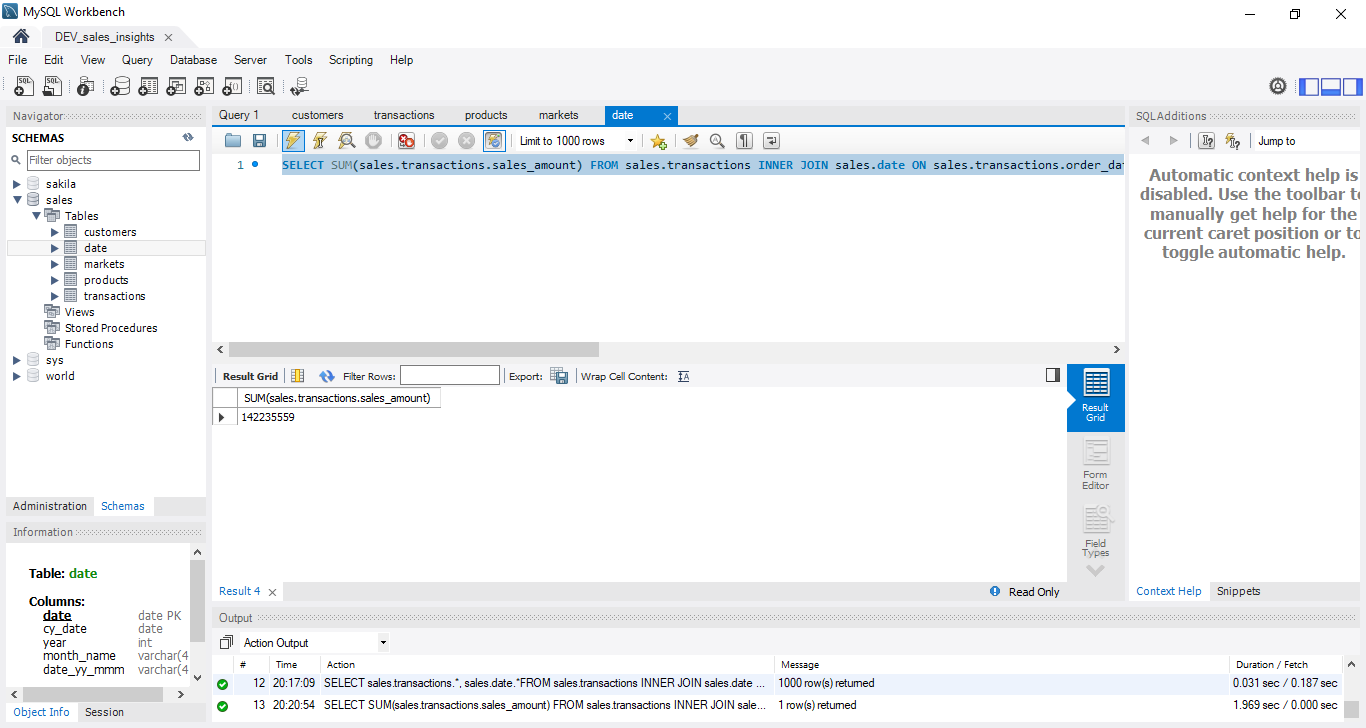 MySQL Workbench
DEV_sales_insights
File Edit View Query Database Server Tools Scripting Help
Navigator
SCHEMAS
Filter objects
sakila
sales
Tables
customers
date
markets
products
transactions
Views
Stored Procedures
Functions
sys
world
Administration Schemas
Information
Table: date
Columns:
date date PK
cy_date date
year int
month_name varchar(4
date_yy_mmm varchar(4
Object Info Session
Query 1 customers transactions products markets date
Limit to 1000 rows
1 SELECT SUM(sales.transactions.sales_amount) FROM sales.transactions INNER JOIN sales.date ON sales.transactions.order_dat
Result Grid Filter Rows: Export: Wrap Cell Content:
SUM(sales.transactions.sales_amount)
142235559
Result Grid
Form Editor
Field Types
Result 4 Read Only
SQLAdditions
Jump to
Automatic context help is
disabled. Use the toolbar to
manually get help for the
current caret position or to
toggle automatic help.
Context Help Snippets
Output
Action Output
# Time Action Message Duration / Fetch
12 20:17:09 SELECT sales.transactions.*, sales.date.*FROM sales.transactions INNER JOIN sales.date ... 1000 row(s) returned 0.031 sec / 0.187 sec
13 20:20:54 SELECT SUM(sales.transactions.sales_amount) FROM sales.transactions INNER JOIN sale... 1 row(s) returned 1.969 sec / 0.000 sec